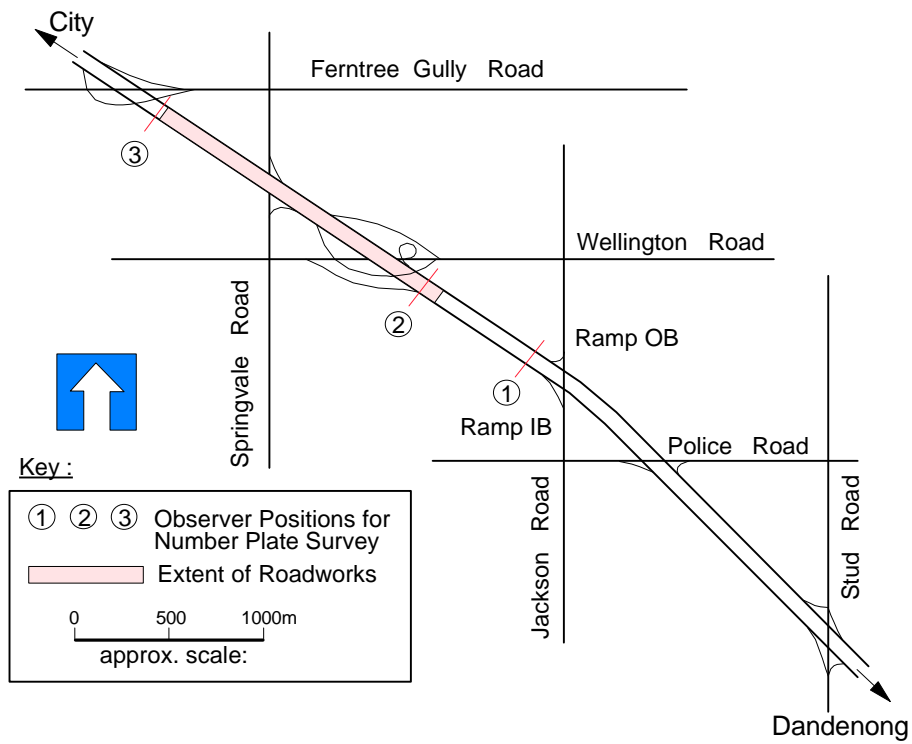 City
Ferntree Gully Road
3
Wellington Road
Springvale Road
2
Ramp OB
1
Ramp IB
Police Road
Jackson Road
Stud Road
Key :
1 2 3 Observer Positions for
Number Plate Survey
Extent of Roadworks
0 500 1000m
approx. scale:
Dandenong